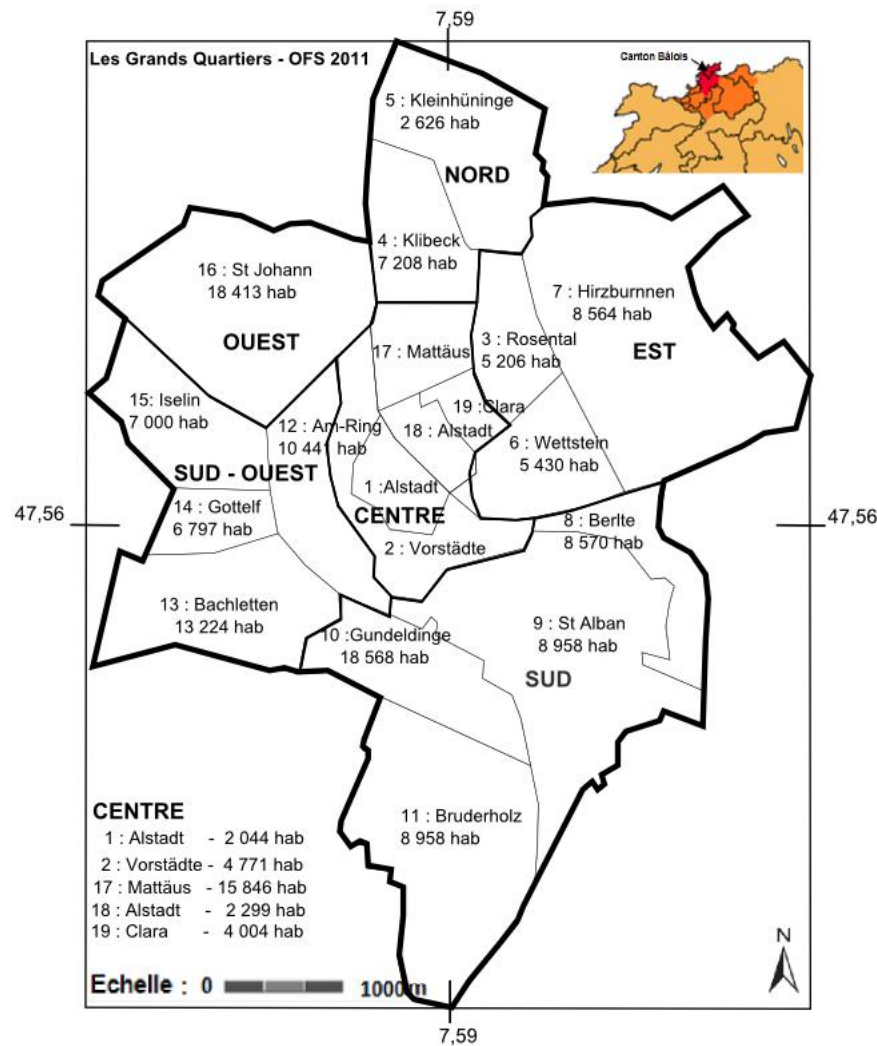 7,59
Les Grands Quartiers - OFS 2011
Canton Bâlois
5 : Kleinhüninge
2 626 hab
NORD
4 : Klibeck
7 208 hab
16 : St Johann
18 413 hab
OUEST
7 : Hirzburnnen
8 564 hab
3 : Rosental
5 206 hab
EST
17 : Mattäus
15: Iselin
7 000 hab
19 :Clara
12 : Am-Ring
10 441 hab
18 : Alstadt
6 : Wettstein
5 430 hab
SUD - OUEST
1 :Alstadt
14 : Gottelf
6 797 hab
CENTRE
47,56
47,56
8 : Berlte
8 570 hab
2 : Vorstädte
13 : Bachletten
13 224 hab
9 : St Alban
8 958 hab
10 :Gundeldinge
18 568 hab
SUD
11 : Bruderholz
8 958 hab
CENTRE
1 : Alstadt - 2 044 hab
2 : Vorstädte - 4 771 hab
17 : Mattäus - 15 846 hab
18 : Alstadt - 2 299 hab
19 : Clara - 4 004 hab
N
Echelle : 0 1000m
7,59